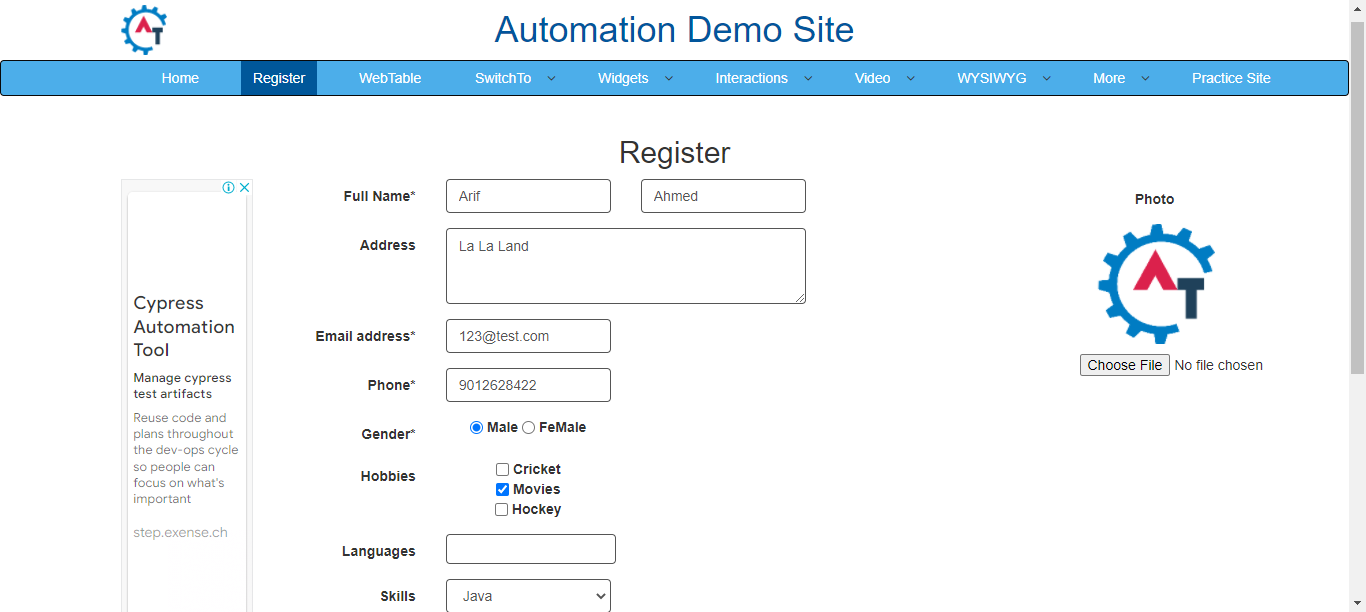 AT
Automation Demo Site
Home Register WebTable SwitchTo Widgets Interactions Video WYSIWYG More Practice Site
Register
Full Name* Arif Ahmed
Address La La Land
Email address* 123@test.com
Phone* 9012628422
Gender* Male FeMale
Hobbies Cricket
Movies
Hockey
Languages
Skills Java
Photo
AT
Choose File No file chosen
Cypress
Automation
Tool
Manage cypress
test artifacts
Reuse code and
plans throughout
the dev-ops cycle
so people can
focus on what's
important
step.exense.ch